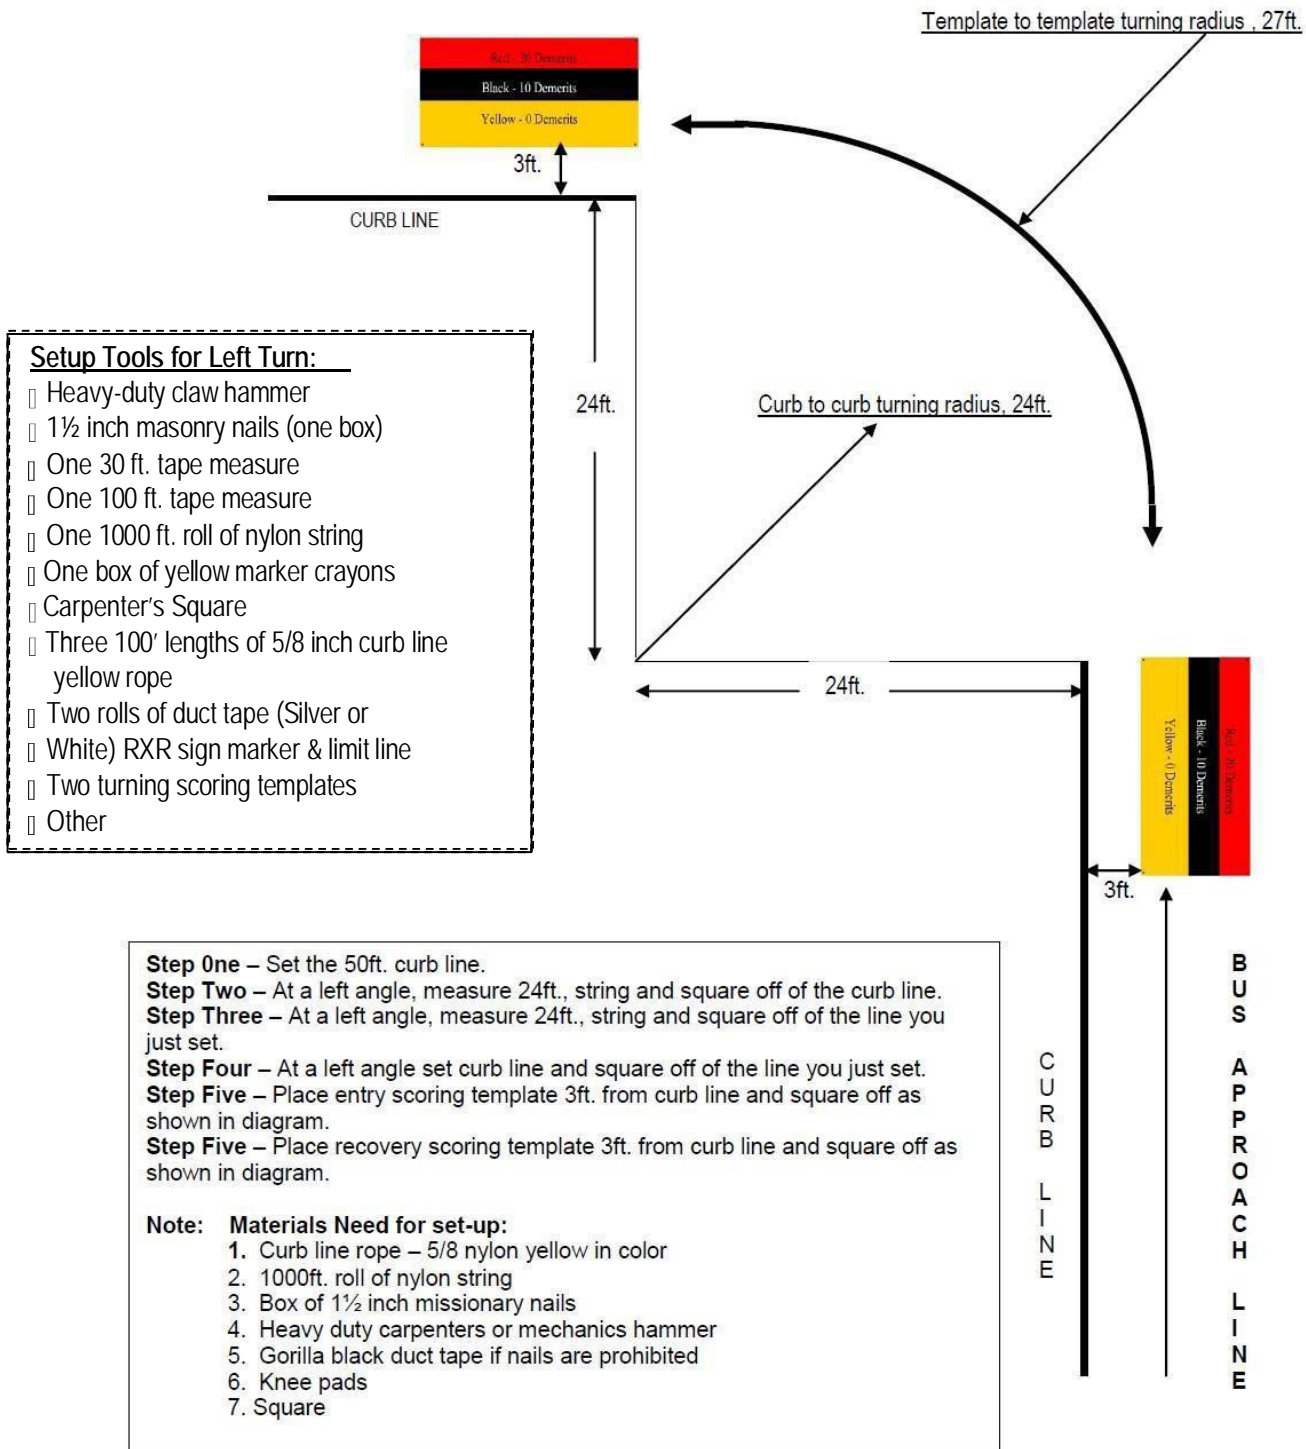 Template to template turning radius , 27ft.
Red - 20 Demerits
Black - 10 Demerits
Yellow - 0 Demerits
3ft.
CURB LINE
24ft.
Curb to curb turning radius, 24ft.
24ft.
Setup Tools for Left Turn:
Heavy-duty claw hammer
1½ inch masonry nails (one box)
One 30 ft. tape measure
One 100 ft. tape measure
One 1000 ft. roll of nylon string
One box of yellow marker crayons
Carpenter's Square
Three 100' lengths of 5/8 inch curb line
yellow rope
Two rolls of duct tape (Silver or
White) RXR sign marker & limit line
Two turning scoring templates
Other
Yellow - 0 Demerits
Black - 10 Demerits
Red - 20 Demerits
3ft.
Step 0ne – Set the 50ft. curb line.
Step Two – At a left angle, measure 24ft., string and square off of the curb line.
Step Three – At a left angle, measure 24ft., string and square off of the line you
just set.
Step Four – At a left angle set curb line and square off of the line you just set.
Step Five – Place entry scoring template 3ft. from curb line and square off as
shown in diagram.
Step Five – Place recovery scoring template 3ft. from curb line and square off as
shown in diagram.
Note: Materials Need for set-up:
1. Curb line rope – 5/8 nylon yellow in color
2. 1000ft. roll of nylon string
3. Box of 1½ inch missionary nails
4. Heavy duty carpenters or mechanics hammer
5. Gorilla black duct tape if nails are prohibited
6. Knee pads
7. Square
CURB LINE
BUS APPROACH LINE